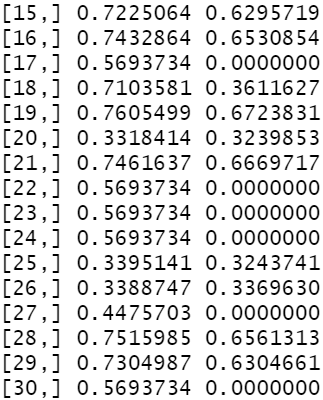 [15,] 0.7225064 0.6295719
[16,] 0.7432864 0.6530854
[17,] 0.5693734 0.0000000
[18,] 0.7103581 0.3611627
[19,] 0.7605499 0.6723831
[20,] 0.3318414 0.3239853
[21,] 0.7461637 0.6669717
[22,] 0.5693734 0.0000000
[23,] 0.5693734 0.0000000
[24,] 0.5693734 0.0000000
[25,] 0.3395141 0.3243741
[26,] 0.3388747 0.3369630
[27,] 0.4475703 0.0000000
[28,] 0.7515985 0.6561313
[29,] 0.7304987 0.6304661
[30,] 0.5693734 0.0000000